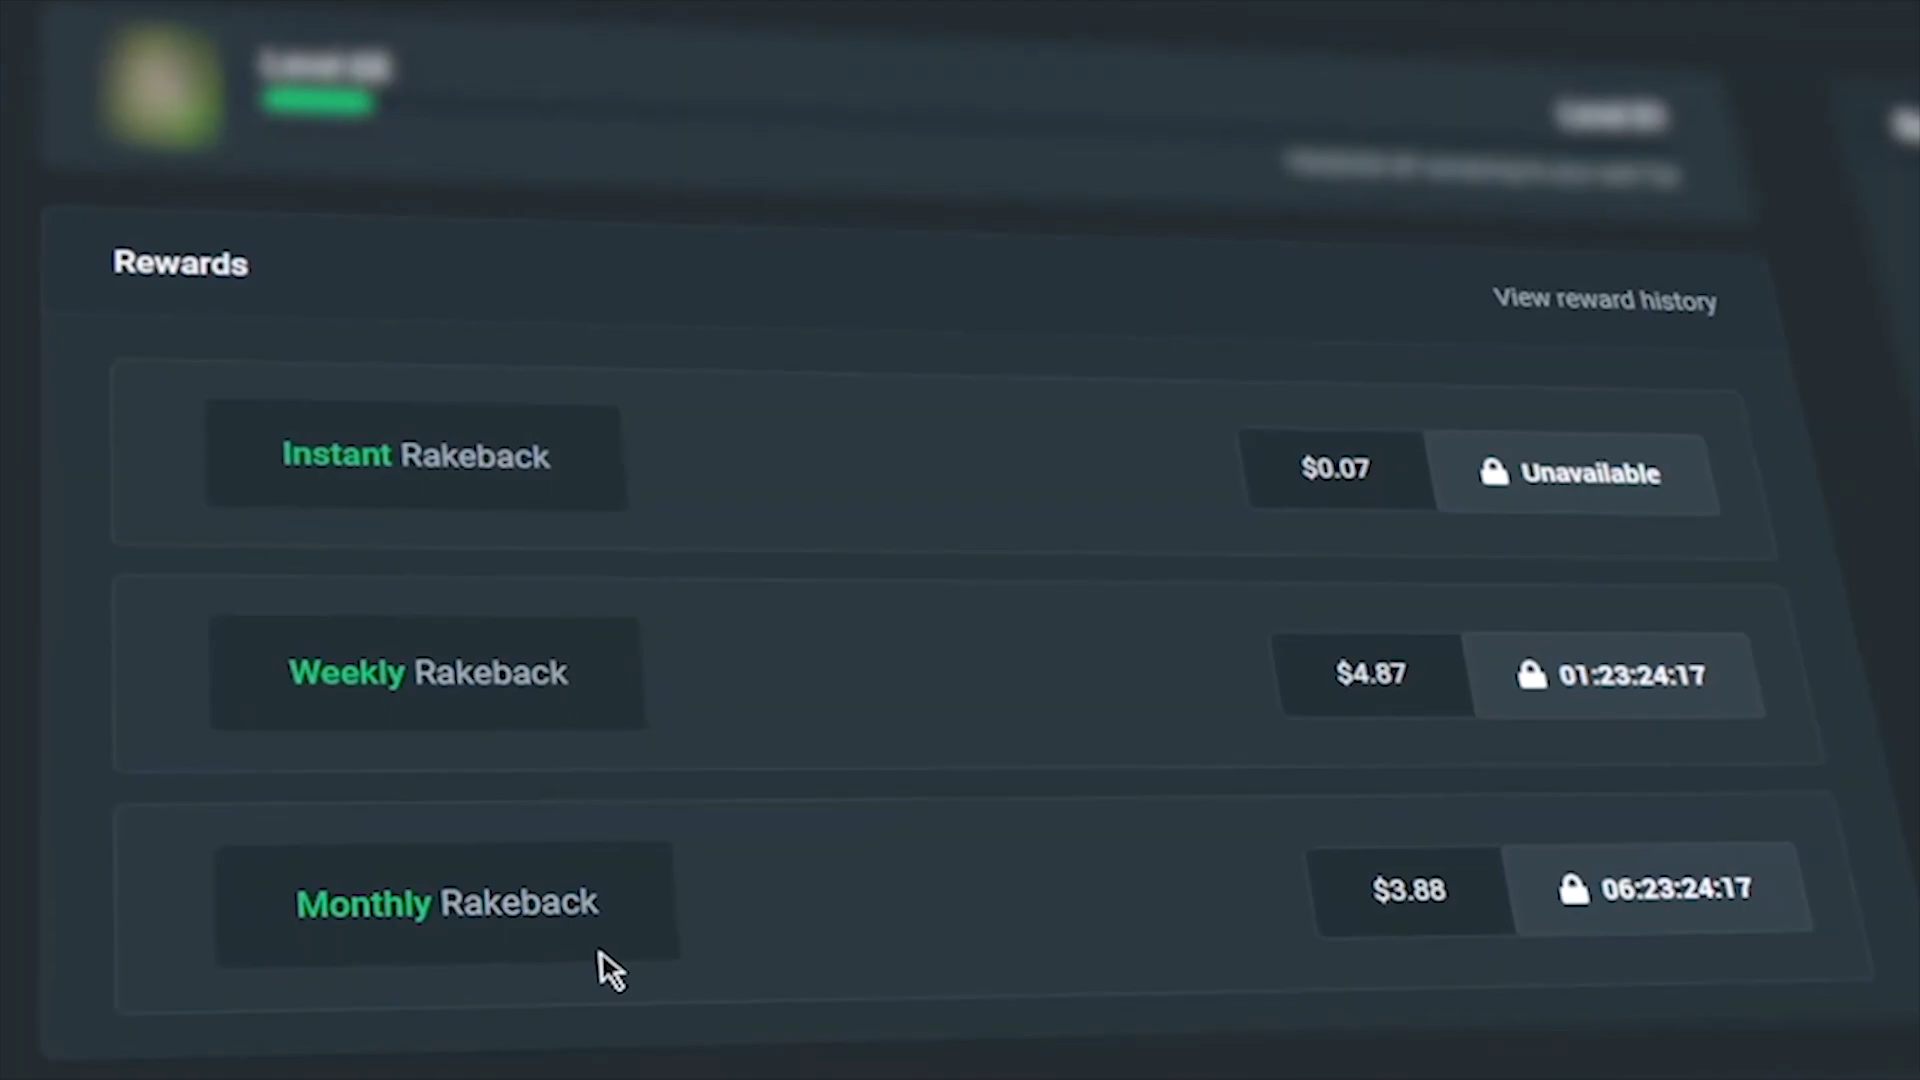 Rewards
View reward history
Instant Rakeback
$0.07
Unavailable
Weekly Rakeback
$4.87
01:23:24:17
Monthly Rakeback
$3.88
06:23:24:17